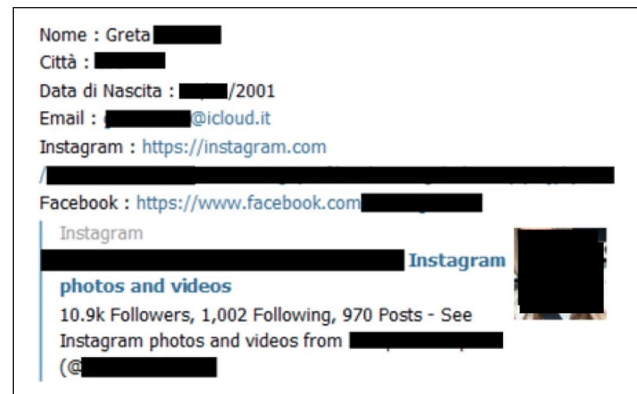 Nome : Greta
Città :
Data di Nascita : /2001
Email : @icloud.it
Instagram : https://instagram.com
/
Facebook : https://www.facebook.com
Instagram
Instagram
photos and videos
10.9k Followers, 1,002 Following, 970 Posts - See
Instagram photos and videos from
(@